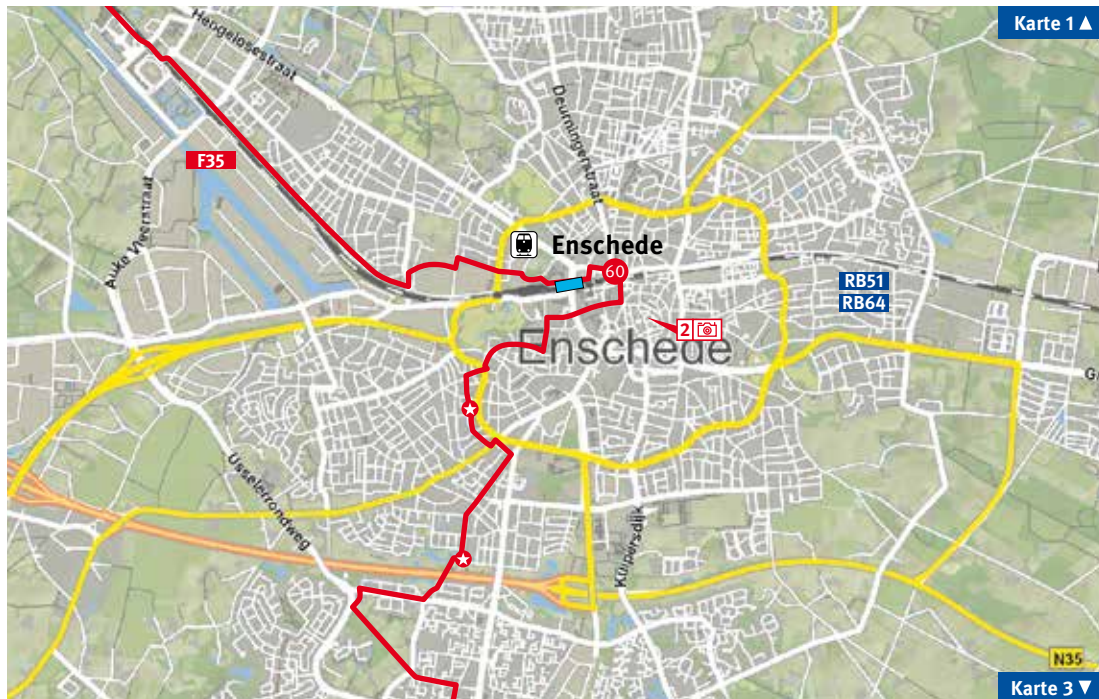 Karte 1 ▲
Hengelosestraat
Deurningerstraat
F35
Auke Vleerstraat
Enschede
60
RB51
RB64
2
Enschede
G
Usselerrondweg
Kuipersdijk
N35
Karte 3 ▼